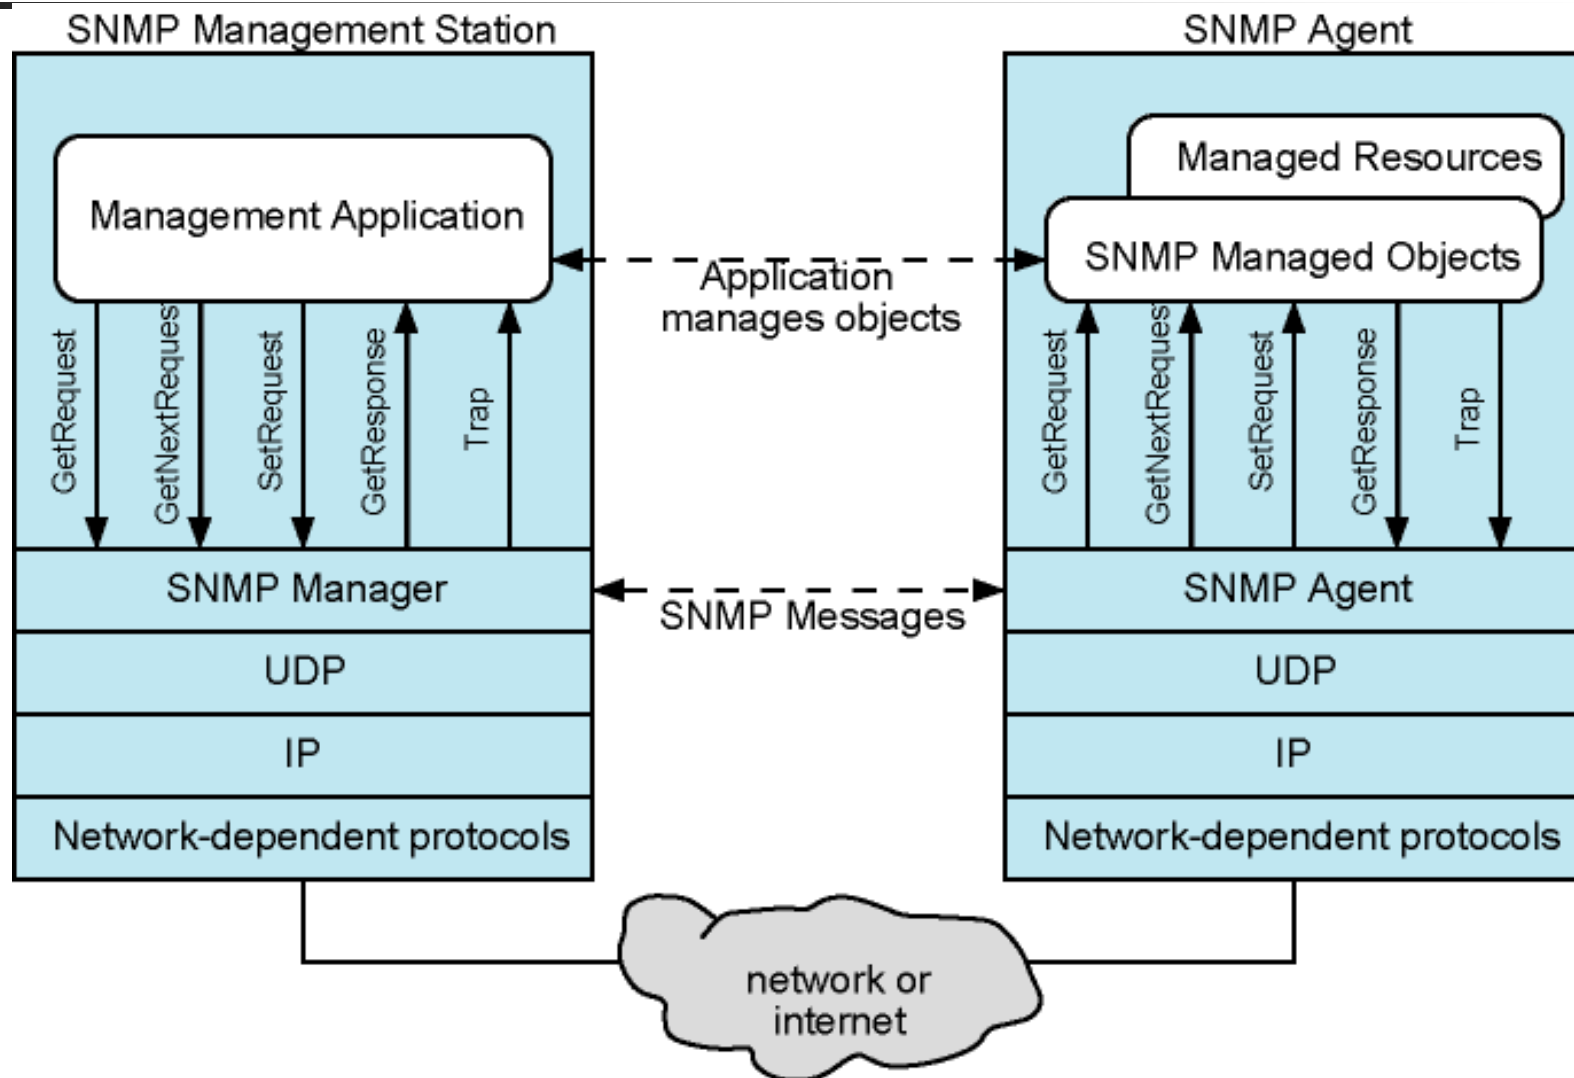 SNMP Management Station
SNMP Agent
Management Application
Managed Resources
SNMP Managed Objects
Application
manages objects
GetRequest
GetNextRequest
SetRequest
GetResponse
Trap
GetRequest
GetNextRequest
SetRequest
GetResponse
Trap
SNMP Manager
SNMP Messages
SNMP Agent
UDP
UDP
IP
IP
Network-dependent protocols
Network-dependent protocols
network or
internet